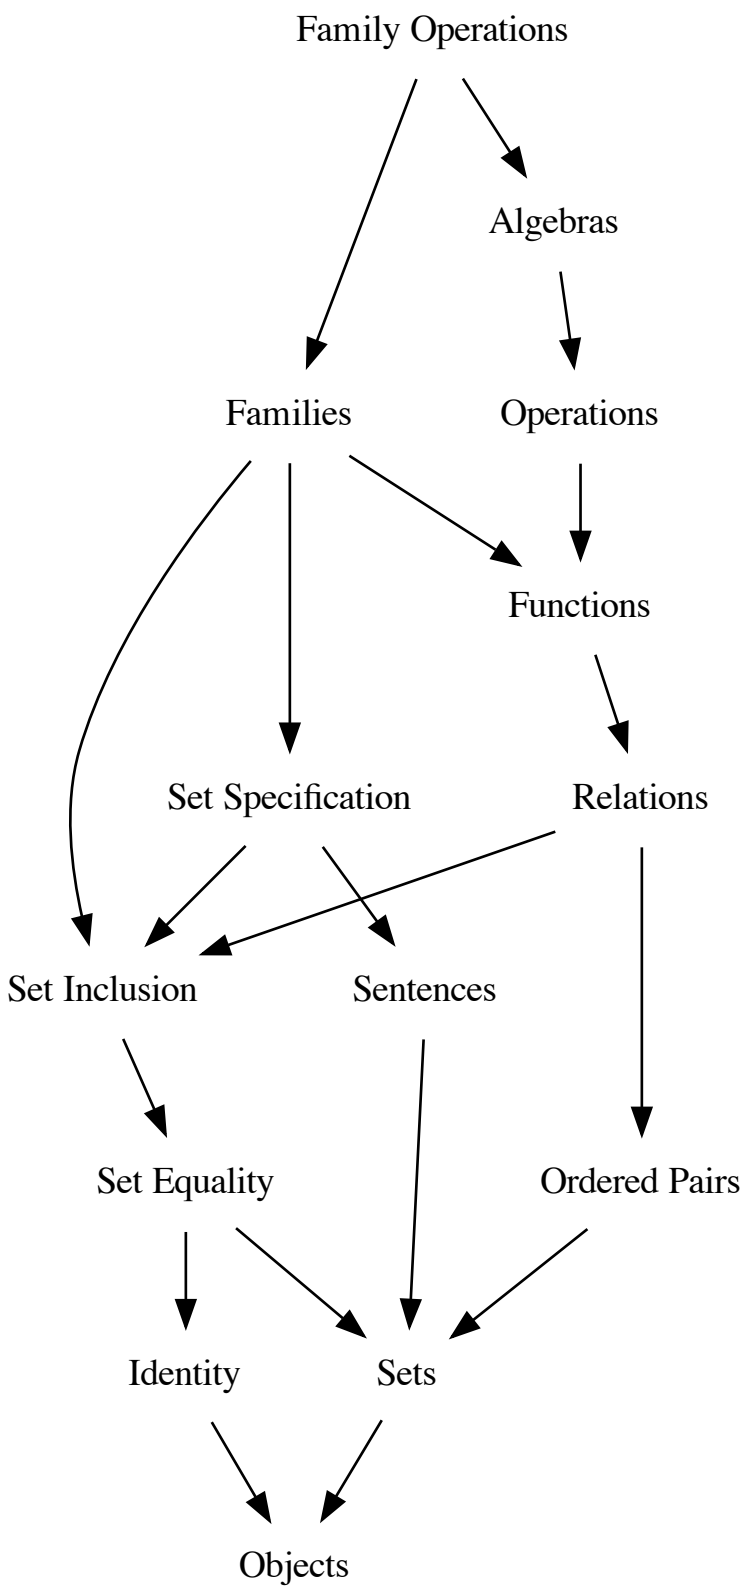 Family Operations
Algebras
Families
Operations
Functions
Set Specification
Relations
Set Inclusion
Sentences
Set Equality
Ordered Pairs
Identity
Sets
Objects